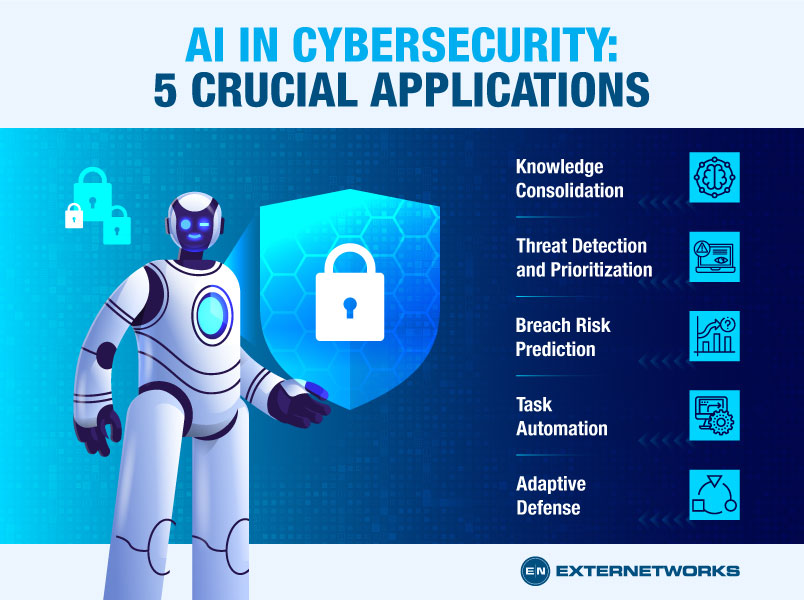 AI IN CYBERSECURITY:
5 CRUCIAL APPLICATIONS
Knowledge
Consolidation
Threat Detection
and Prioritization
Breach Risk
Prediction
Task
Automation
Adaptive
Defense
EN EXTERNETWORKS